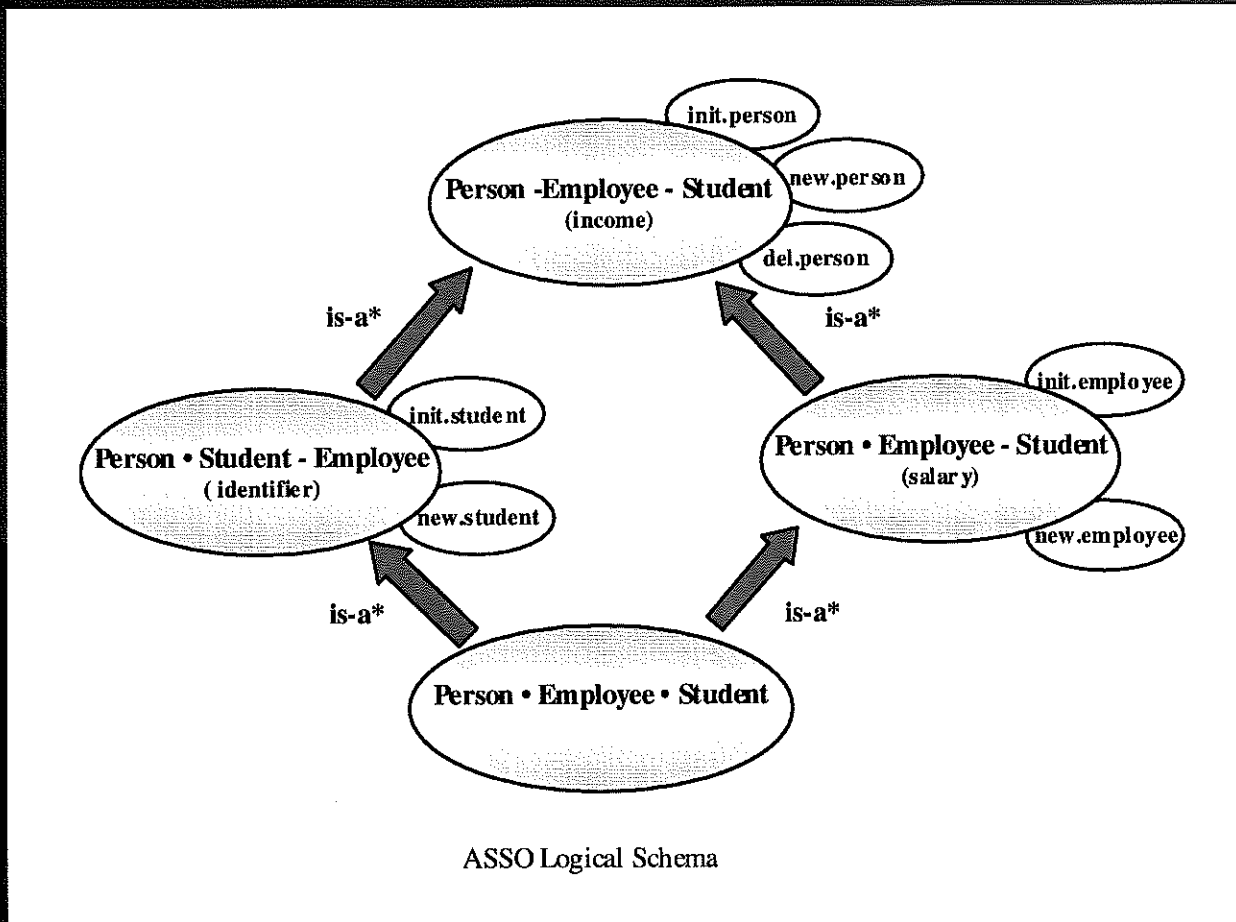 init.person
Person -Employee - Student
(income)
new.person
del.person
is-a*
is-a*
init.student
Person • Student - Employee
( identifier)
new.student
init.employee
Person • Employee - Student
(salary)
new.employee
is-a*
is-a*
Person • Employee • Student
ASSO Logical Schema